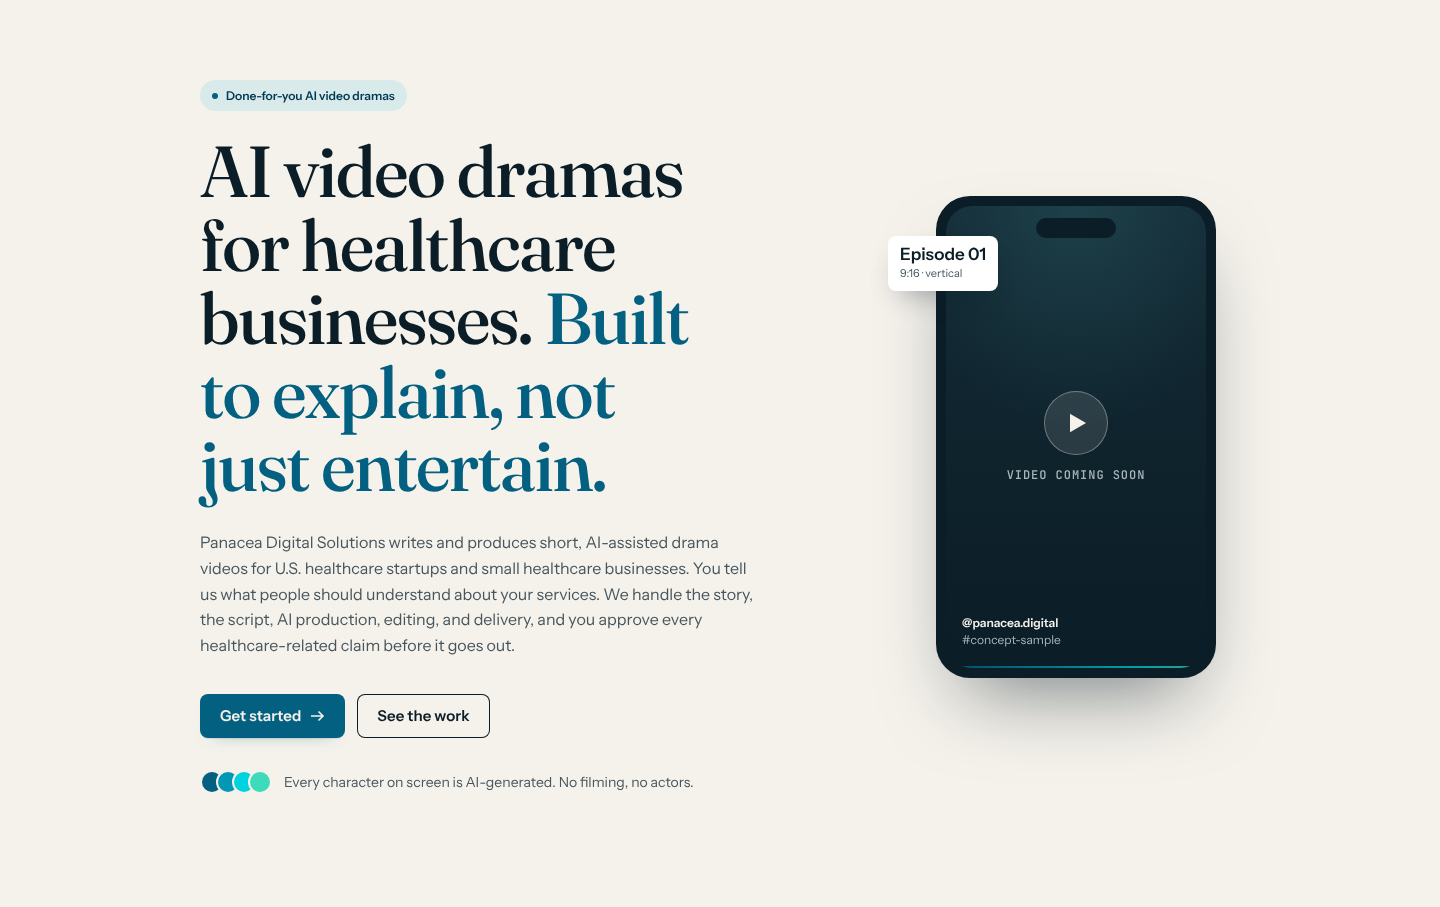 Done-for-you AI video dramas
AI video dramas
for healthcare
businesses. Built
to explain, not
just entertain.
Panacea Digital Solutions writes and produces short, AI-assisted drama
videos for U.S. healthcare startups and small healthcare businesses. You tell
us what people should understand about your services. We handle the story,
the script, AI production, editing, and delivery, and you approve every
healthcare-related claim before it goes out.
Get started →
See the work
Every character on screen is AI-generated. No filming, no actors.
Episode 01
9:16 · vertical
VIDEO COMING SOON
@panacea.digital
#concept-sample